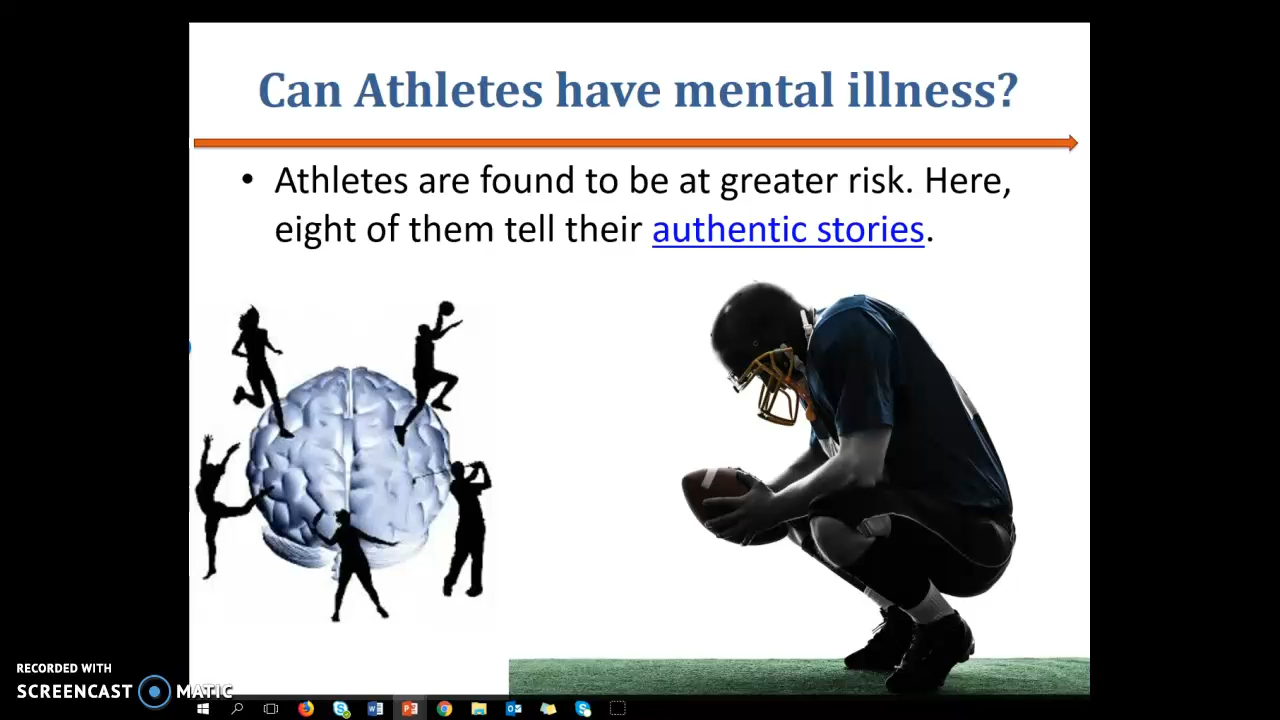 Can Athletes have mental illness?
• Athletes are found to be at greater risk. Here,
eight of them tell their authentic stories.
RECORDED WITH
SCREENCAST MATIC